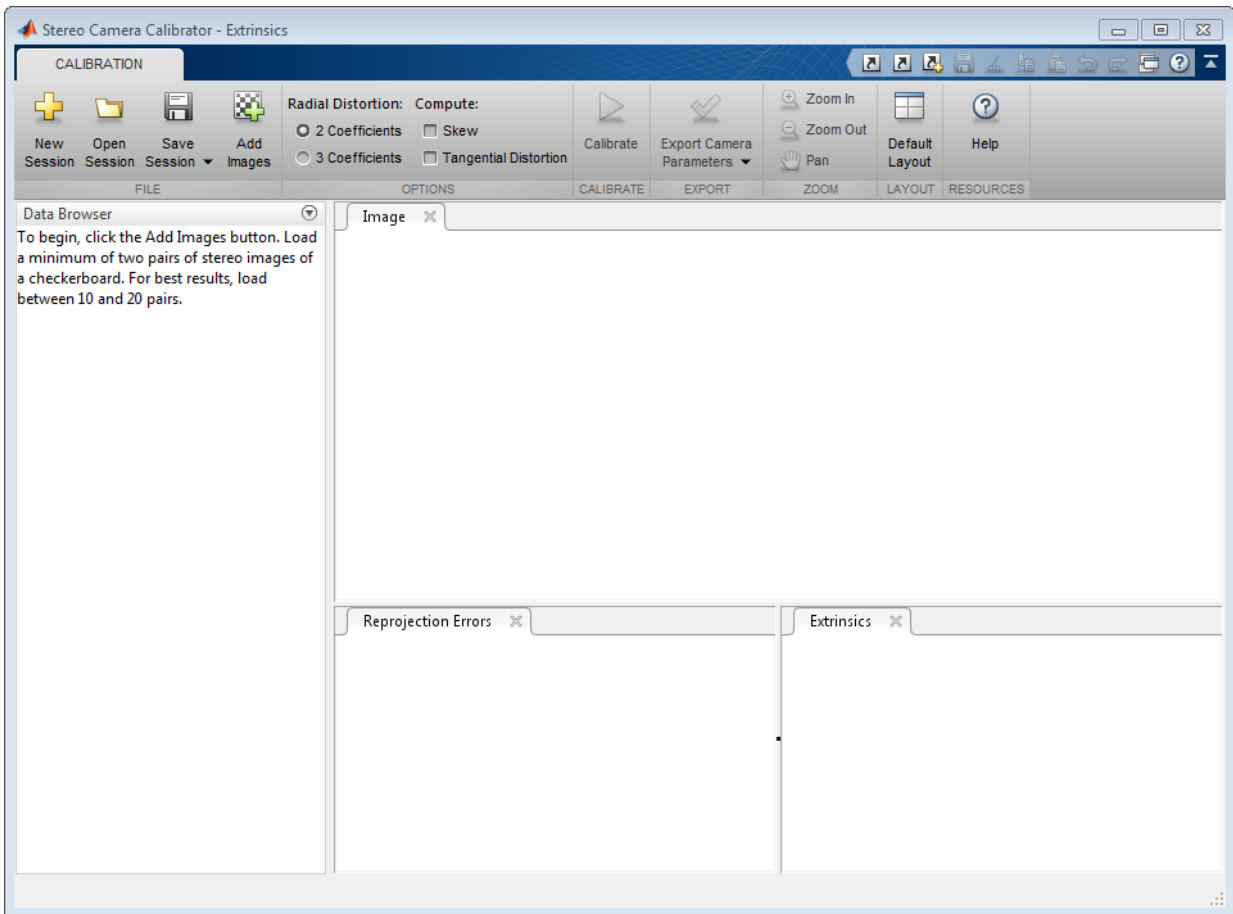 Stereo Camera Calibrator - Extrinsics
CALIBRATION
New Session
Open Session
Save Session
Add Images
Radial Distortion: Compute:
2 Coefficients Skew
3 Coefficients Tangential Distortion
Calibrate
Export Camera Parameters
Zoom In
Zoom Out
Pan
Default Layout
Help
FILE OPTIONS CALIBRATE EXPORT ZOOM LAYOUT RESOURCES
Data Browser
To begin, click the Add Images button. Load
a minimum of two pairs of stereo images of
a checkerboard. For best results, load
between 10 and 20 pairs.
Image
Reprojection Errors
Extrinsics